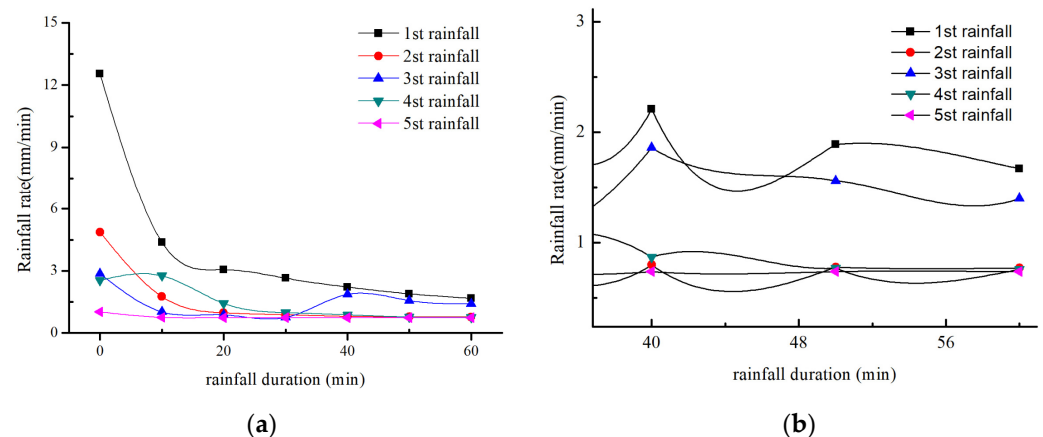 15
12
9
6
3
0
Rainfall rate(mm/min)
1st rainfall
2st rainfall
3st rainfall
4st rainfall
5st rainfall
0
20
40
60
rainfall duration (min)
(a)
3
2
1
Rainfall rate(mm/min)
1st rainfall
2st rainfall
3st rainfall
4st rainfall
5st rainfall
40
48
56
rainfall duration (min)
(b)